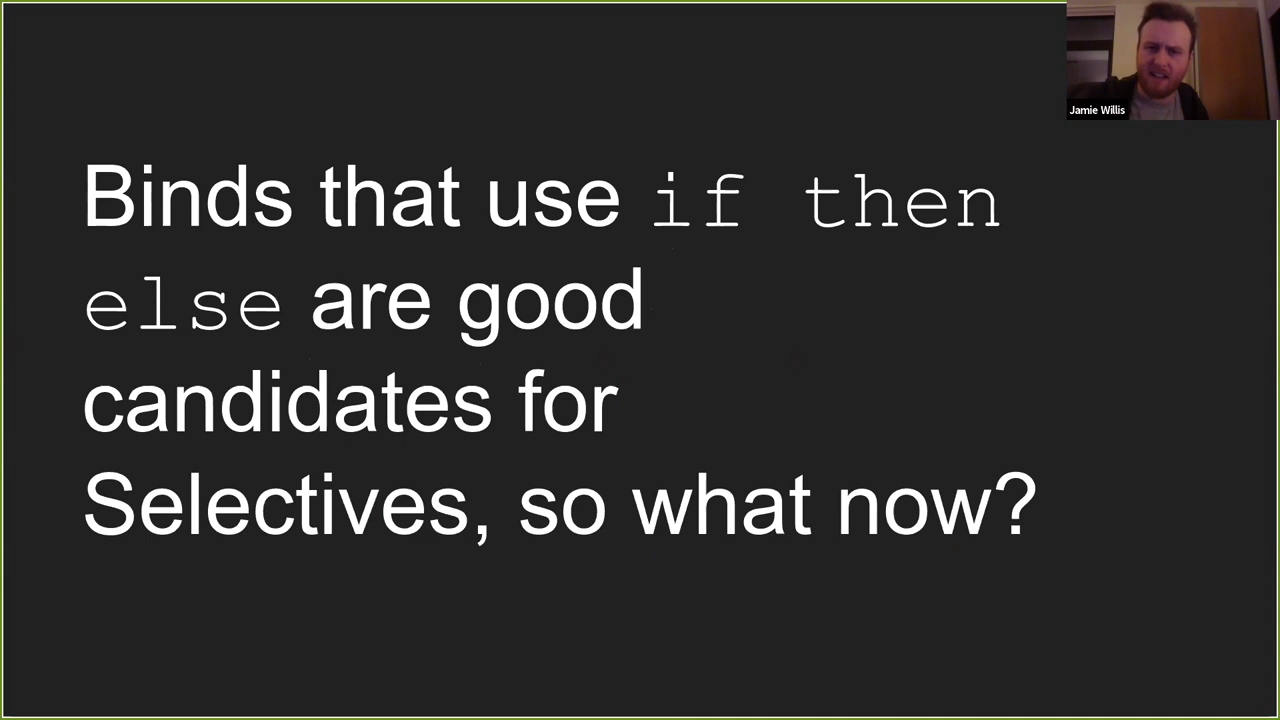 Jamie Willis
Binds that use if then
else are good
candidates for
Selectives, so what now?